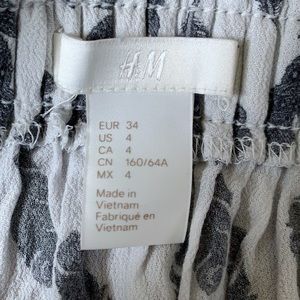 H&M
EUR 34
US 4
CA 4
CN 160/64A
MX 4
Made in
Vietnam
Fabriqué en
Vietnam